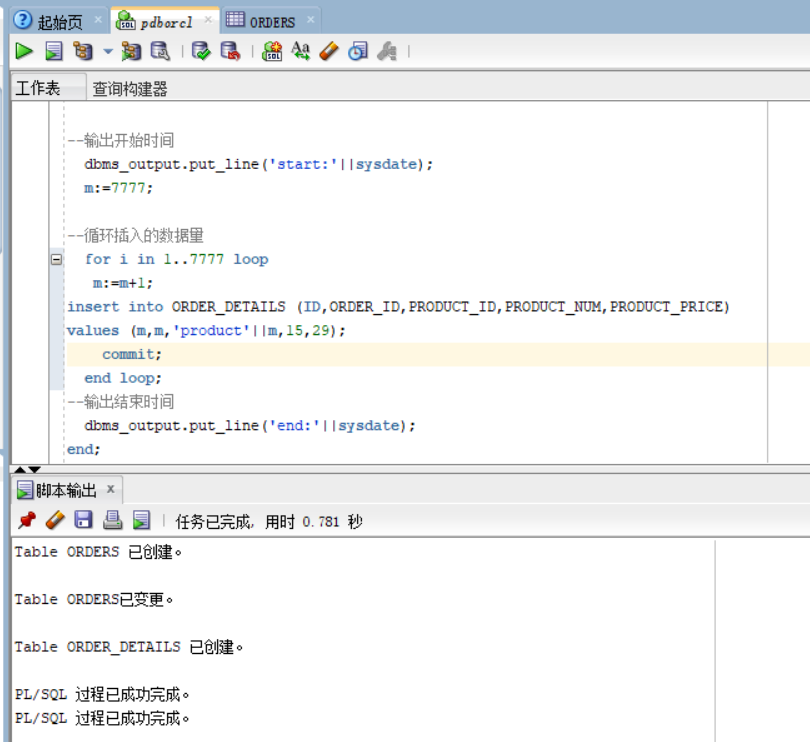 起始页 pdborcl ORDERS
工作表 查询构建器
--输出开始时间
dbms_output.put_line('start:'||sysdate);
m:=7777;
--循环插入的数据量
for i in 1..7777 loop
m:=m+1;
insert into ORDER_DETAILS (ID,ORDER_ID,PRODUCT_ID,PRODUCT_NUM,PRODUCT_PRICE)
values (m,m,'product'||m,15,29);
commit;
end loop;
--输出结束时间
dbms_output.put_line('end:'||sysdate);
end;
脚本输出
任务已完成, 用时 0.781 秒
Table ORDERS 已创建。
Table ORDERS已变更。
Table ORDER_DETAILS 已创建。
PL/SQL 过程已成功完成。
PL/SQL 过程已成功完成。